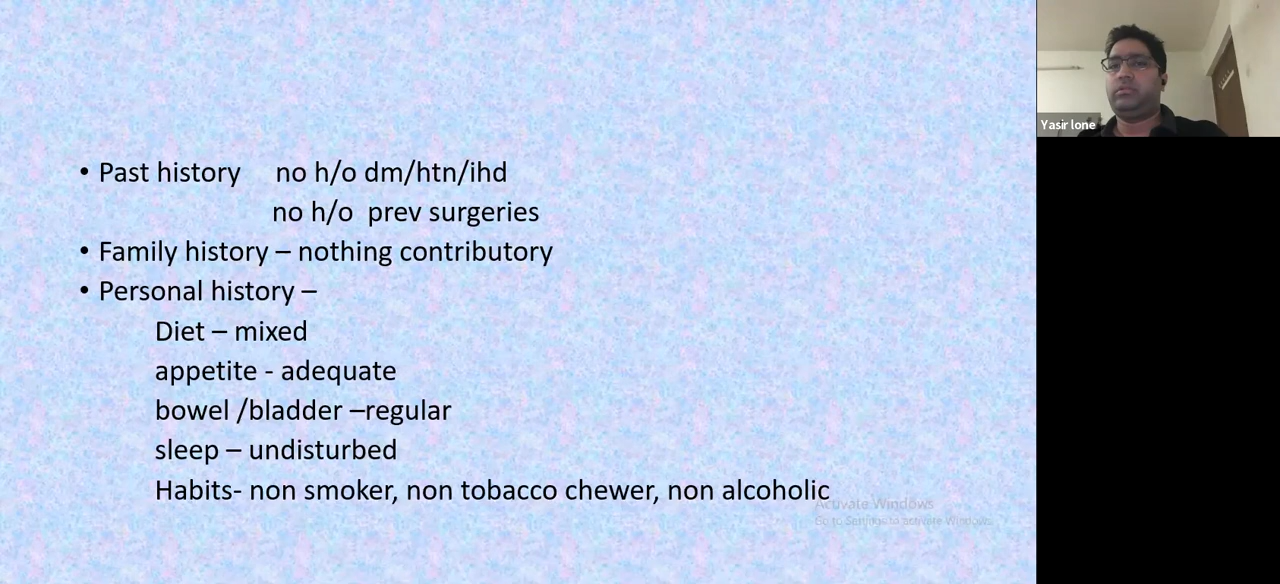 • Past history no h/o dm/htn/ihd
no h/o prev surgeries
• Family history – nothing contributory
• Personal history –
Diet – mixed
appetite - adequate
bowel /bladder –regular
sleep – undisturbed
Habits- non smoker, non tobacco chewer, non alcoholic
Activate Windows
Go to Settings to activate Windows.
Yasir lone